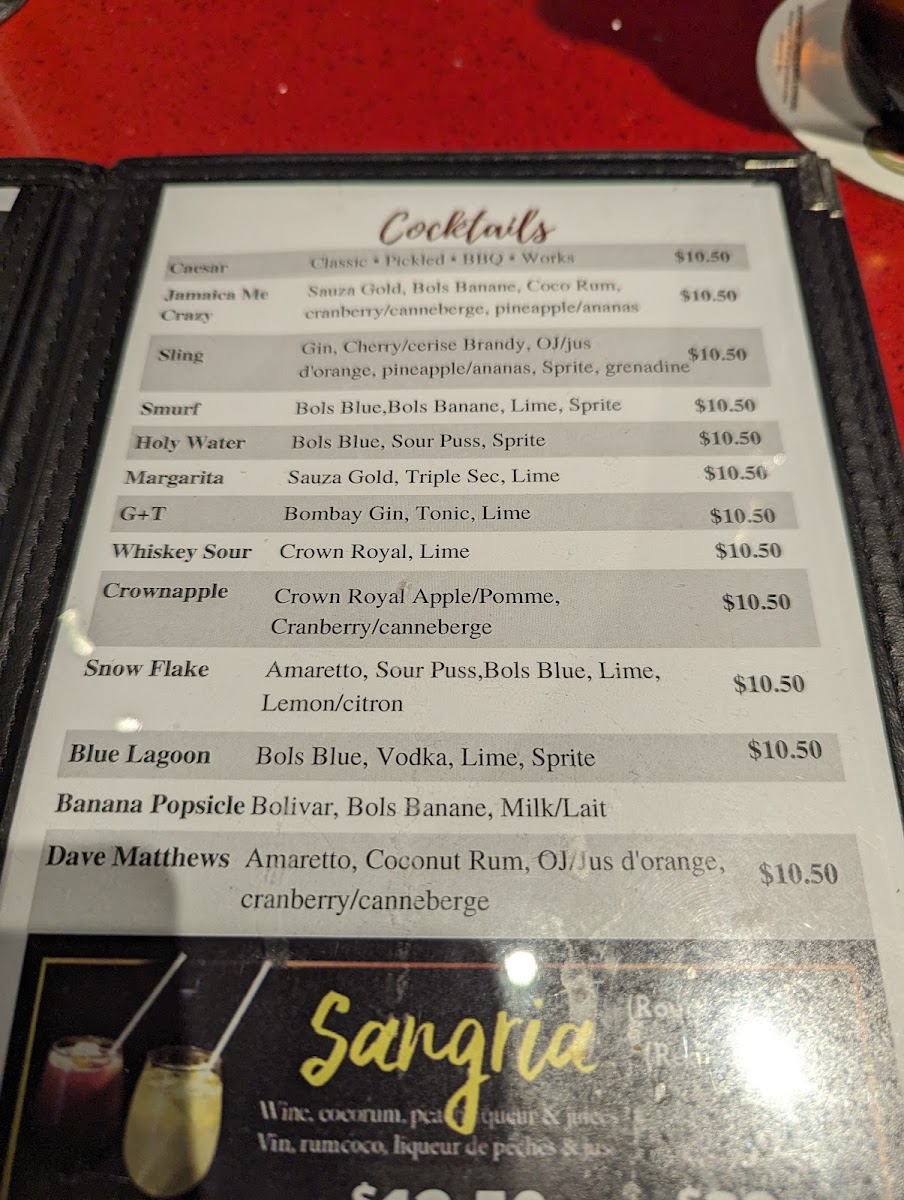 Cocktails
Caesar Classic * Pickled * BBQ * Works $10.50
Jamaica Me Sauza Gold, Bols Banane, Coco Rum, $10.50
Crazy cranberry/canneberge, pineapple/ananas
Sling Gin, Cherry/cerise Brandy, OJ/jus $10.50
d'orange, pineapple/ananas, Sprite, grenadine
Smurf Bols Blue,Bols Banane, Lime, Sprite $10.50
Holy Water Bols Blue, Sour Puss, Sprite $10.50
Margarita Sauza Gold, Triple Sec, Lime $10.50
G+T Bombay Gin, Tonic, Lime $10.50
Whiskey Sour Crown Royal, Lime $10.50
Crownapple Crown Royal Apple/Pomme, $10.50
Cranberry/canneberge
Snow Flake Amaretto, Sour Puss,Bols Blue, Lime, $10.50
Lemon/citron
Blue Lagoon Bols Blue, Vodka, Lime, Sprite $10.50
Banana Popsicle Bolivar, Bols Banane, Milk/Lait
Dave Matthews Amaretto, Coconut Rum, OJ/Jus d'orange, $10.50
cranberry/canneberge
Sangria
Wine, cocorum, & juices
Vin, rumcoco, liqueur de pêches &